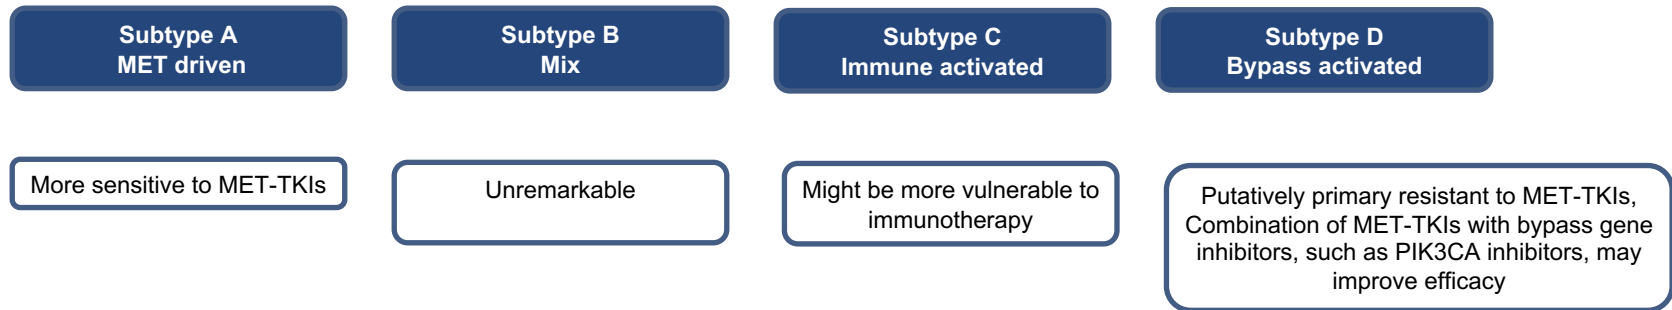 Subtype A
MET driven
Subtype B
Mix
Subtype C
Immune activated
Subtype D
Bypass activated
More sensitive to MET-TKIs
Unremarkable
Might be more vulnerable to
immunotherapy
Putatively primary resistant to MET-TKIs,
Combination of MET-TKIs with bypass gene
inhibitors, such as PIK3CA inhibitors, may
improve efficacy